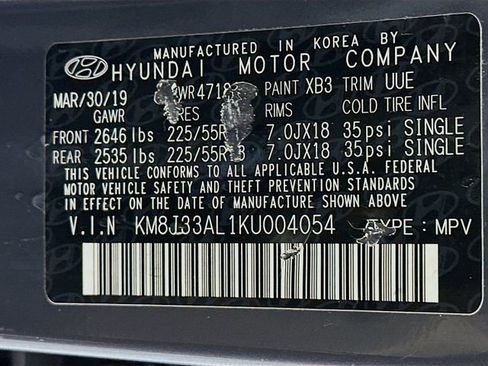 MANUFACTURED IN KOREA BY
HYUNDAI MOTOR COMPANY
MAR/30/19 PAINT XB3 TRIM UUE
GAWR RIMS COLD TIRE INFL
FRONT 2646 lbs 225/55R 7.0JX18 35psi SINGLE
REAR 2535 lbs 225/55R 7.0JX18 35psi SINGLE
THIS VEHICLE CONFORMS TO ALL APPLICABLE U.S.A FEDERAL
MOTOR VEHICLE SAFETY AND THEFT PREVENTION STANDARDS
IN EFFECT ON THE DATE OF MANUFACTURE SHOWN ABOVE
V.I.N KM8J33AL1KU004054 TYPE: MPV